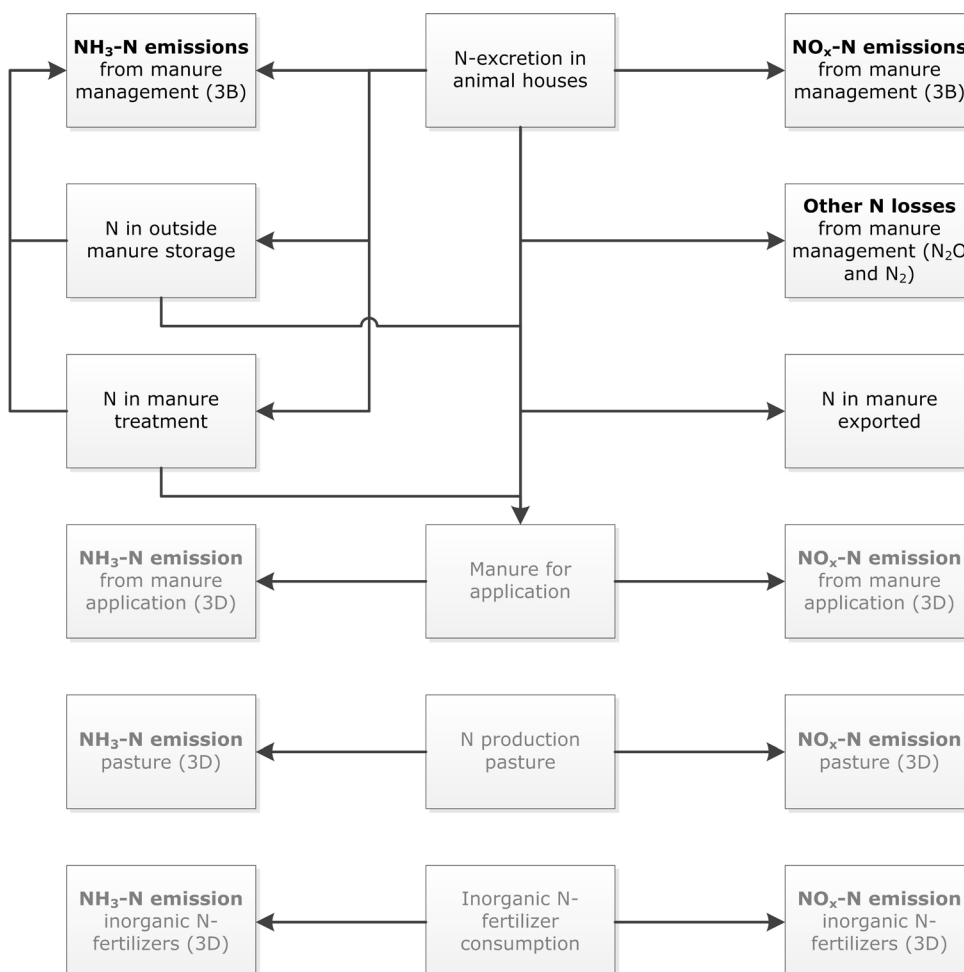 NH₃-N emissions
from manure
management (3B)
N-excretion in
animal houses
NOₓ-N emissions
from manure
management (3B)
N in outside
manure storage
Other N losses
from manure
management (N₂O
and N₂)
N in manure
treatment
N in manure
exported
NH₃-N emission
from manure
application (3D)
Manure for
application
NOₓ-N emission
from manure
application (3D)
NH₃-N emission
pasture (3D)
N production
pasture
NOₓ-N emission
pasture (3D)
NH₃-N emission
inorganic N-
fertilizers (3D)
Inorganic N-
fertilizer
consumption
NOₓ-N emission
inorganic N-
fertilizers (3D)